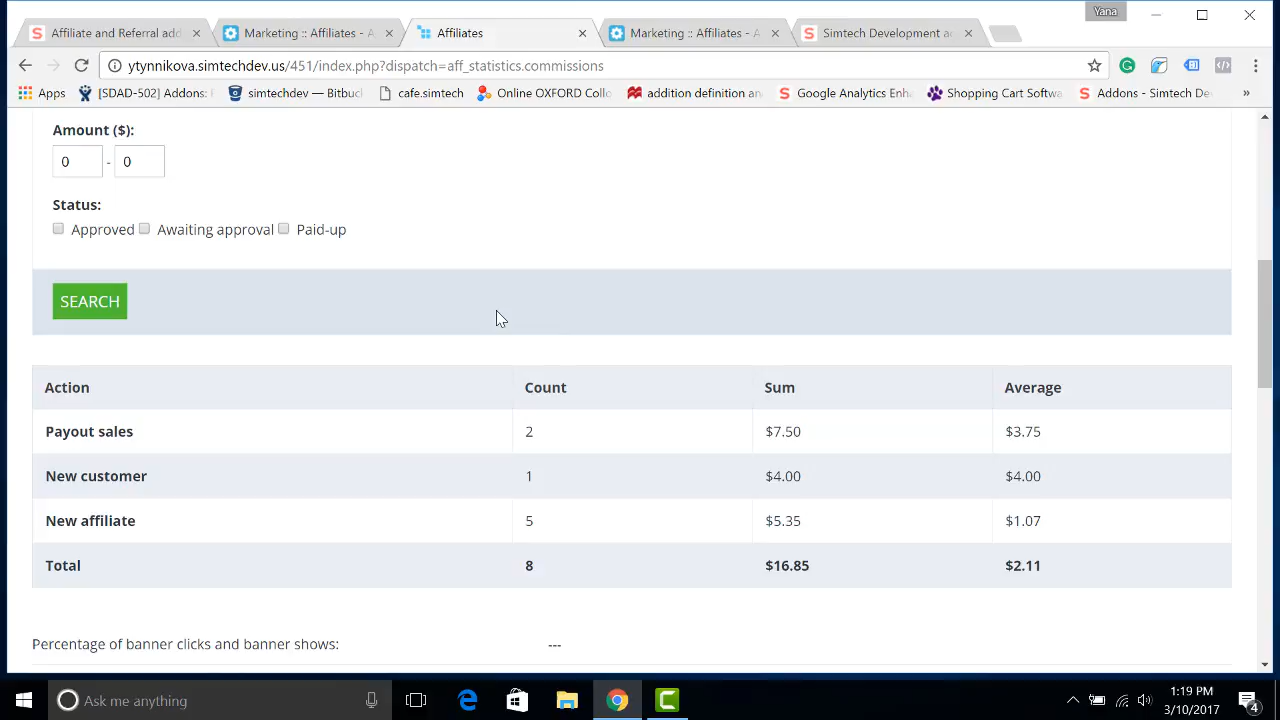 Yana
Affiliate and Referral add
Marketing :: Affiliates - A
Affiliates
Marketing :: Affiliates - A
Simtech Development a
ytynnikova.simtechdev.us/451/index.php?dispatch=aff_statistics.commissions
Apps
[SDAD-502] Addons:
simtechdev — Bitbuc
cafe.simtech
Online OXFORD Collo
addition definition an
Google Analytics Enha
Shopping Cart Softwa
Addons - Simtech De
»
Amount ($):
0 - 0
Status:
Approved Awaiting approval Paid-up
SEARCH
Action Count Sum Average
Payout sales 2 $7.50 $3.75
New customer 1 $4.00 $4.00
New affiliate 5 $5.35 $1.07
Total 8 $16.85 $2.11
Percentage of banner clicks and banner shows: ---
Ask me anything
1:19 PM
3/10/2017
4